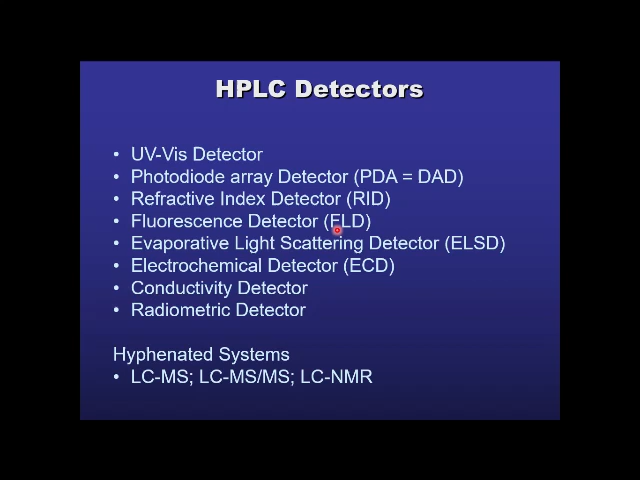 HPLC Detectors
• UV-Vis Detector
• Photodiode array Detector (PDA = DAD)
• Refractive Index Detector (RID)
• Fluorescence Detector (FLD)
• Evaporative Light Scattering Detector (ELSD)
• Electrochemical Detector (ECD)
• Conductivity Detector
• Radiometric Detector
Hyphenated Systems
• LC-MS; LC-MS/MS; LC-NMR